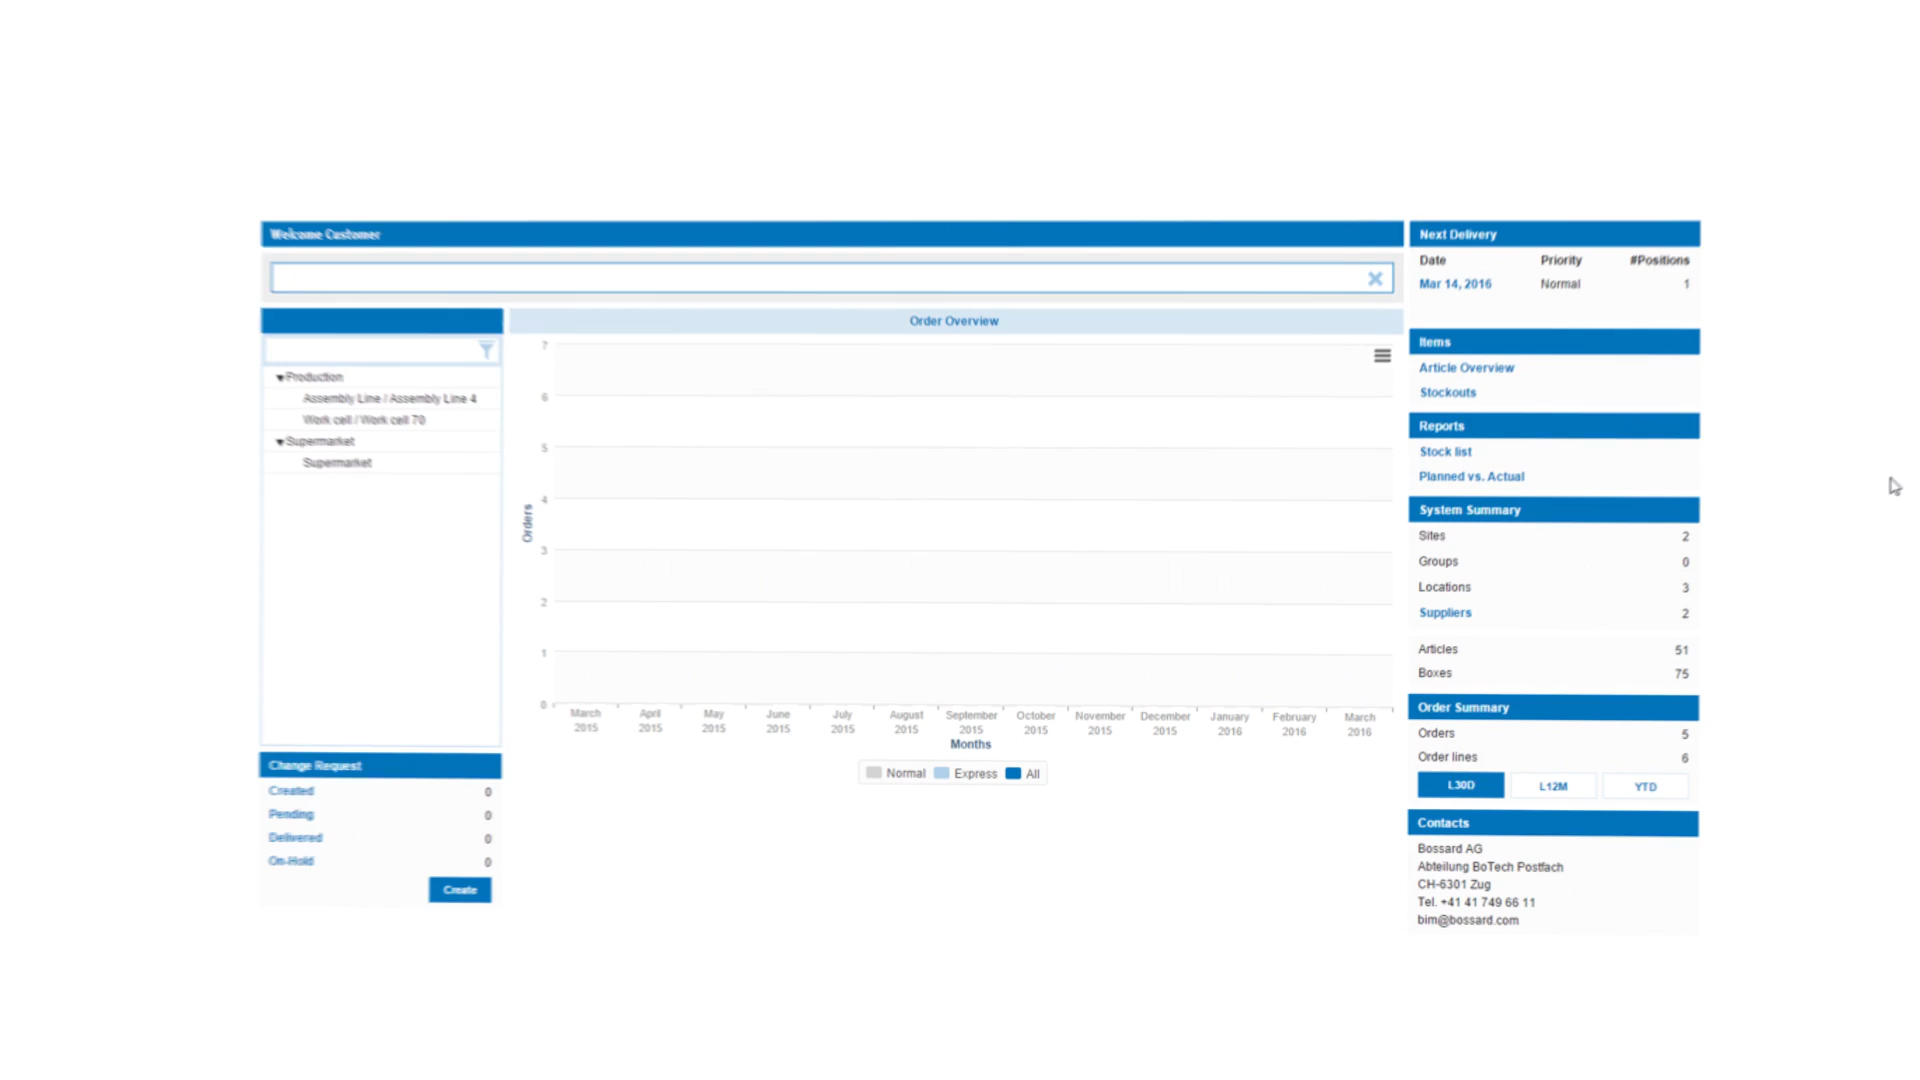 Welcome Customer
Production
Assembly Line / Assembly Line 4
Work cell / Work cell 70
Supermarket
Supermarket
Change Request
Created 0
Pending 0
Delivered 0
On-Hold 0
Create
Order Overview
Orders
7
6
5
4
3
2
1
0
March 2015
April 2015
May 2015
June 2015
July 2015
August 2015
September 2015
October 2015
November 2015
December 2015
January 2016
February 2016
March 2016
Months
Normal Express All
Next Delivery
Date Priority #Positions
Mar 14, 2016 Normal 1
Items
Article Overview
Stockouts
Reports
Stock list
Planned vs. Actual
System Summary
Sites 2
Groups 0
Locations 3
Suppliers 2
Articles 51
Boxes 75
Order Summary
Orders 5
Order lines 6
L30D L12M YTD
Contacts
Bossard AG
Abteilung BoTech Postfach
CH-6301 Zug
Tel. +41 41 749 66 11
bim@bossard.com